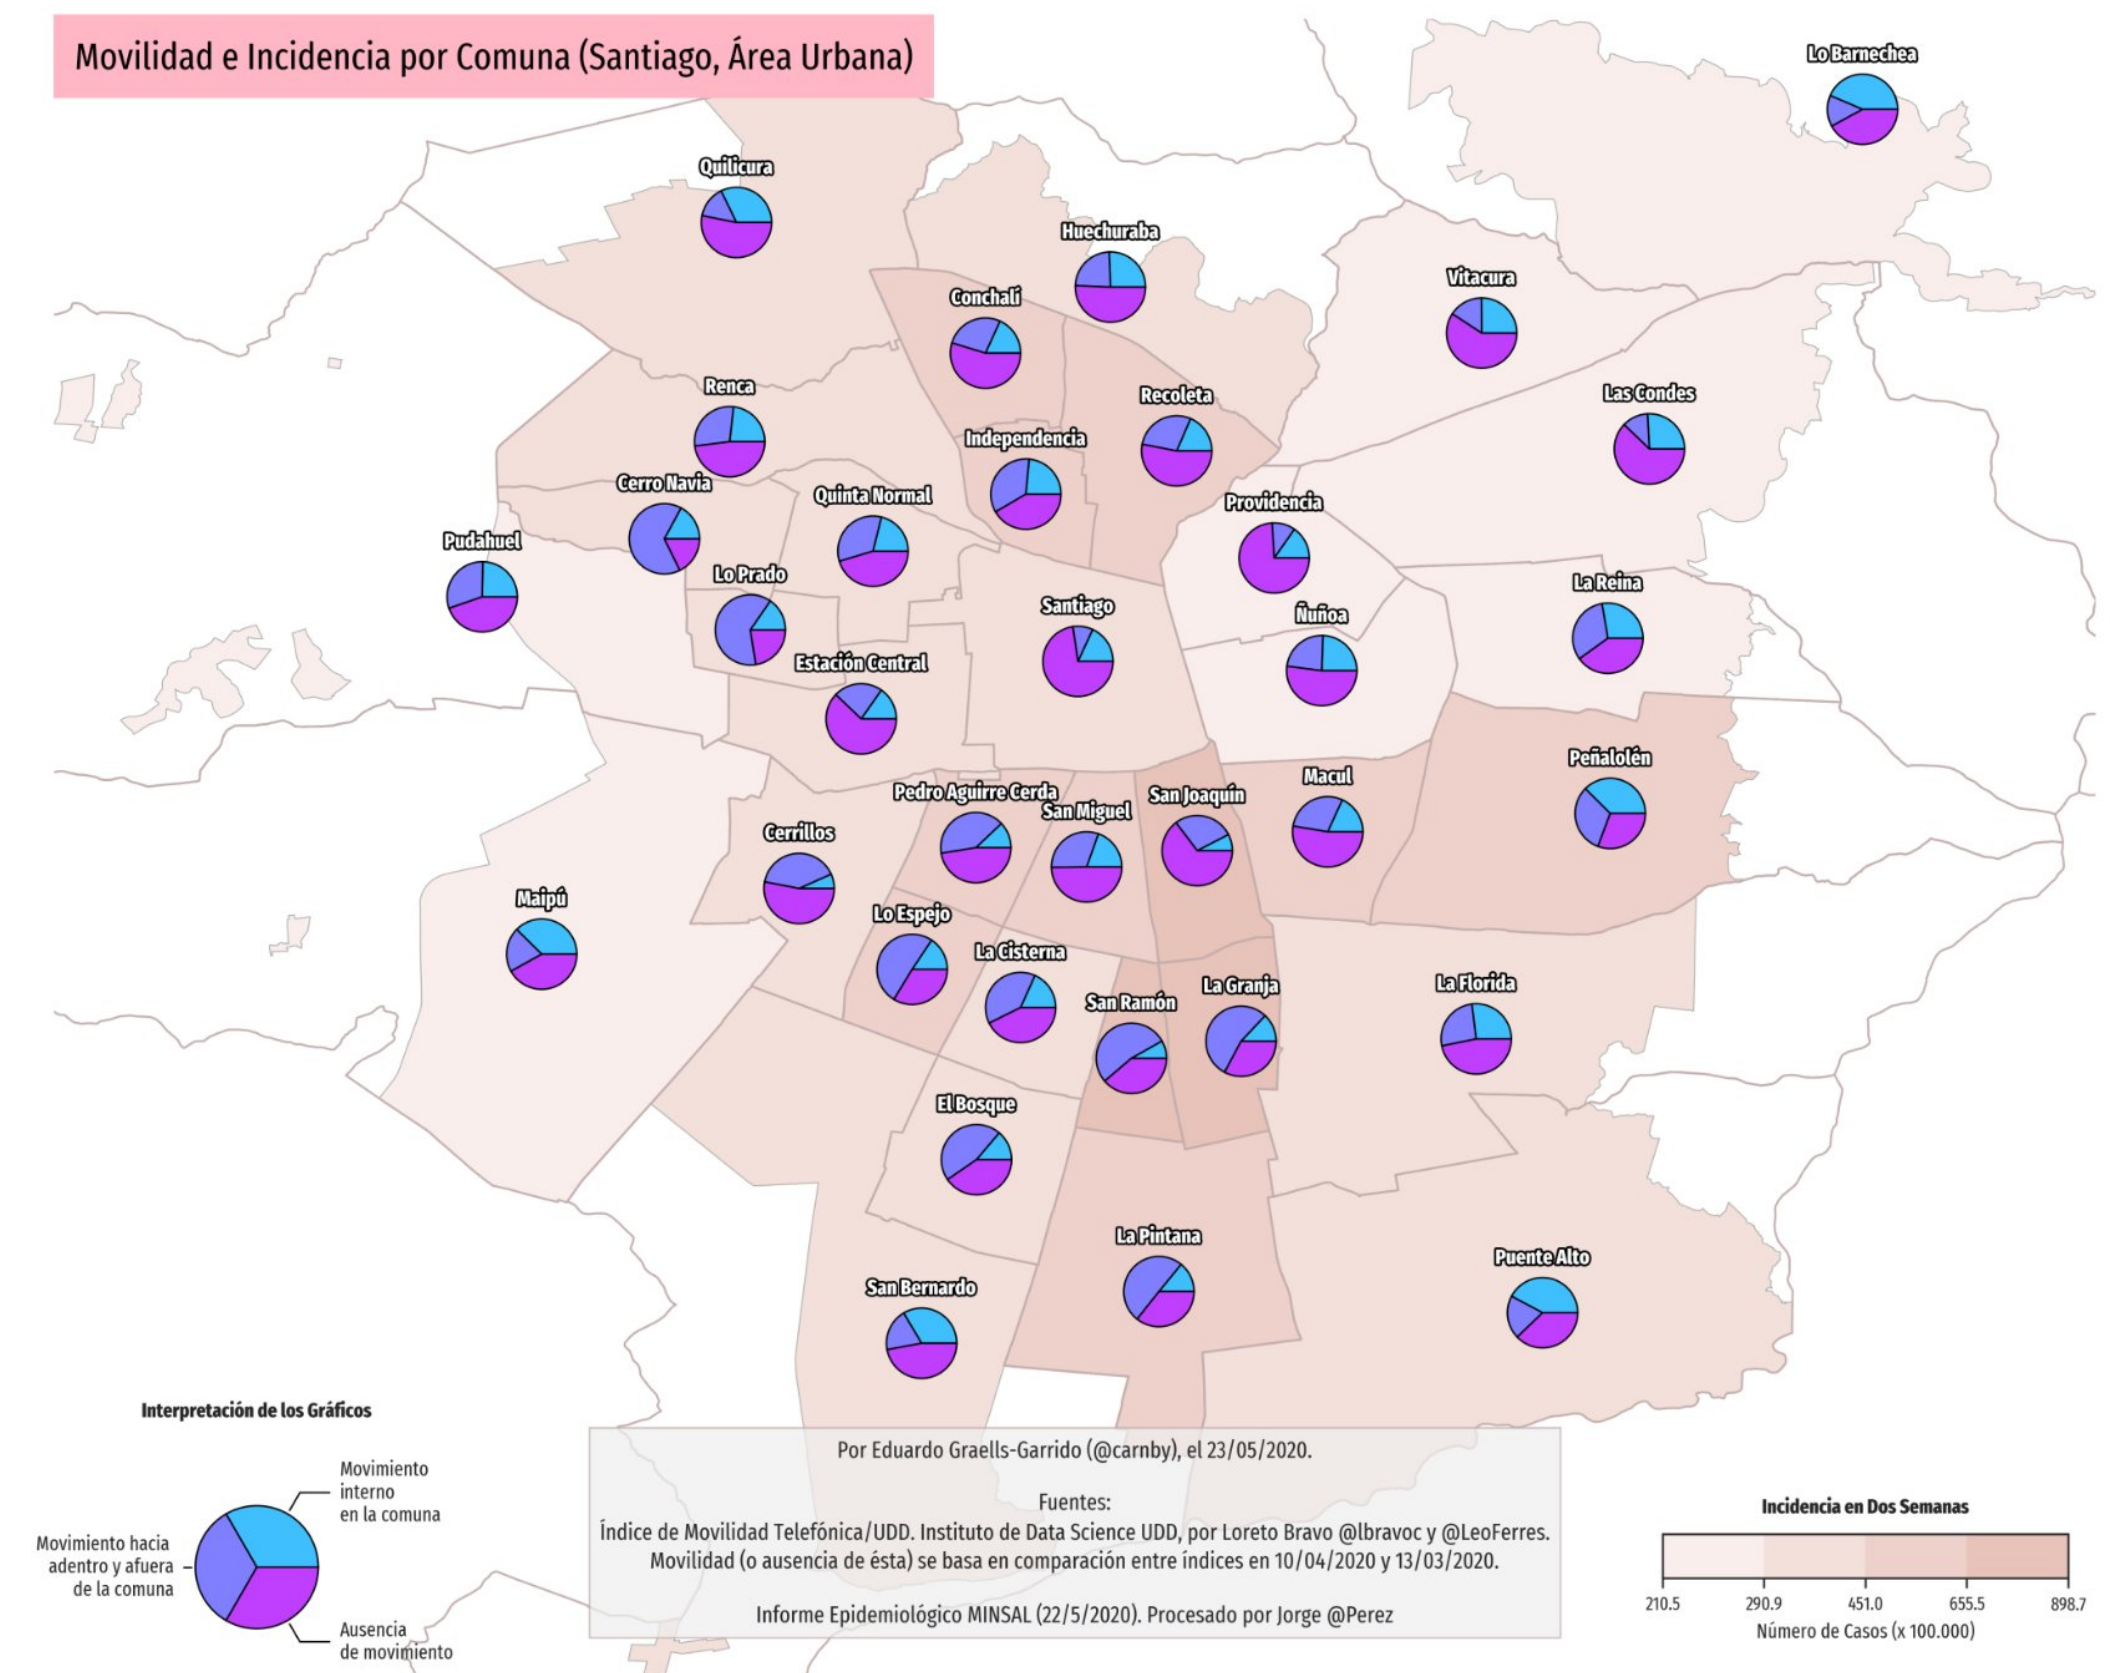 Movilidad e Incidencia por Comuna (Santiago, Área Urbana)
Lo Barnechea
Quilicura
Huechuraba
Vitacura
Conchalí
Renca
Recoleta
Las Condes
Independencia
Cerro Navia
Quinta Normal
Providencia
Pudahuel
Lo Prado
La Reina
Santiago
Ñuñoa
Estación Central
Peñalolén
Macul
Pedro Aguirre Cerda
San Joaquín
San Miguel
Cerrillos
Maipú
Lo Espejo
La Cisterna
La Florida
La Granja
San Ramón
El Bosque
La Pintana
Puente Alto
San Bernardo
Interpretación de los Gráficos
Movimiento
interno
en la comuna
Movimiento hacia
adentro y afuera
de la comuna
Ausencia
de movimiento
Por Eduardo Graells-Garrido (@carnby), el 23/05/2020.
Fuentes:
Índice de Movilidad Telefónica/UDD. Instituto de Data Science UDD, por Loreto Bravo @lbravoc y @LeoFerres.
Movilidad (o ausencia de ésta) se basa en comparación entre índices en 10/04/2020 y 13/03/2020.
Informe Epidemiológico MINSAL (22/5/2020). Procesado por Jorge @Perez
Incidencia en Dos Semanas
210.5 290.9 451.0 655.5 898.7
Número de Casos (x 100.000)